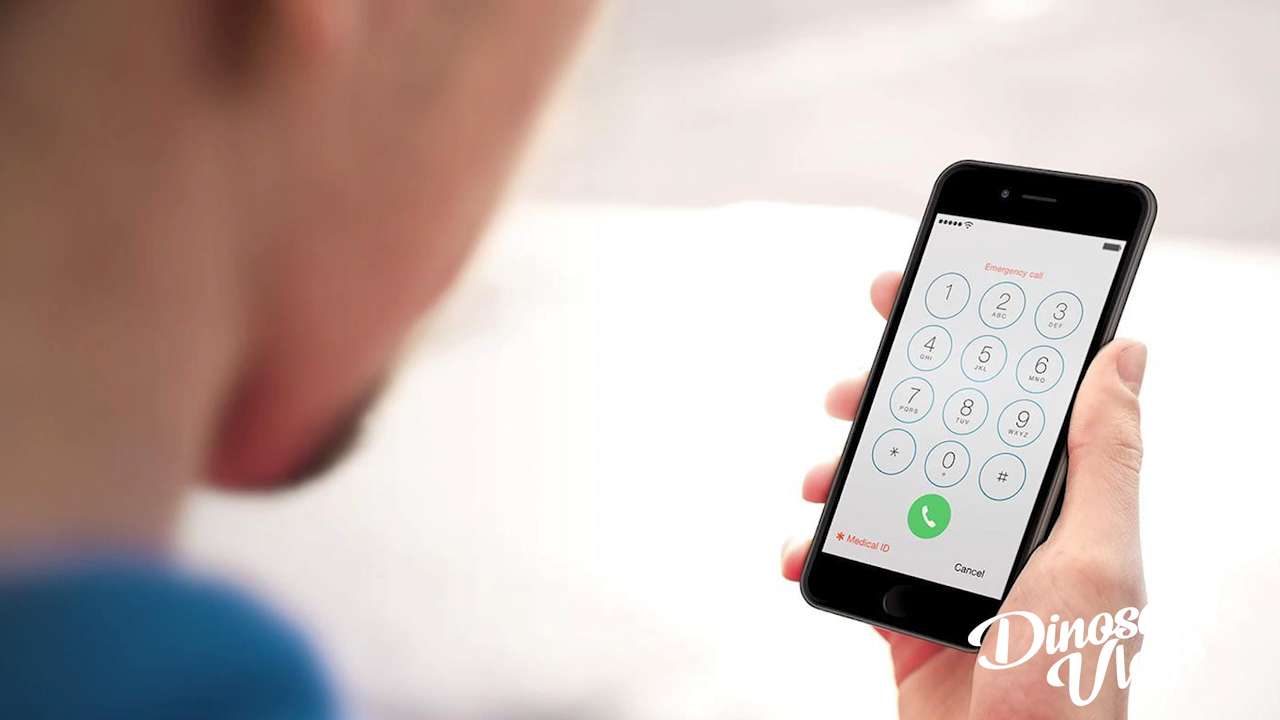 Emergency call
1
2
ABC
3
DEF
4
GHI
5
JKL
6
MNO
7
PQRS
8
TUV
9
WXYZ
*
0
+
#
* Medical ID
Cancel